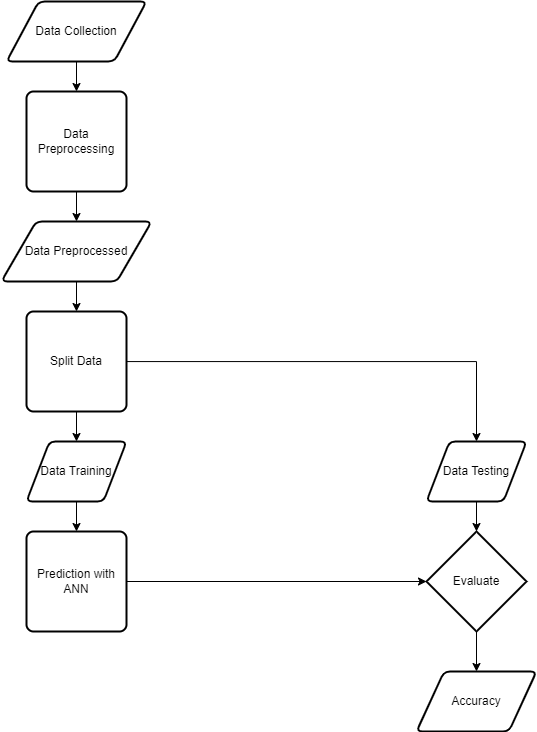 Data Collection
Data
Preprocessing
Data Preprocessed
Split Data
Data Training
Data Testing
Prediction with
ANN
Evaluate
Accuracy